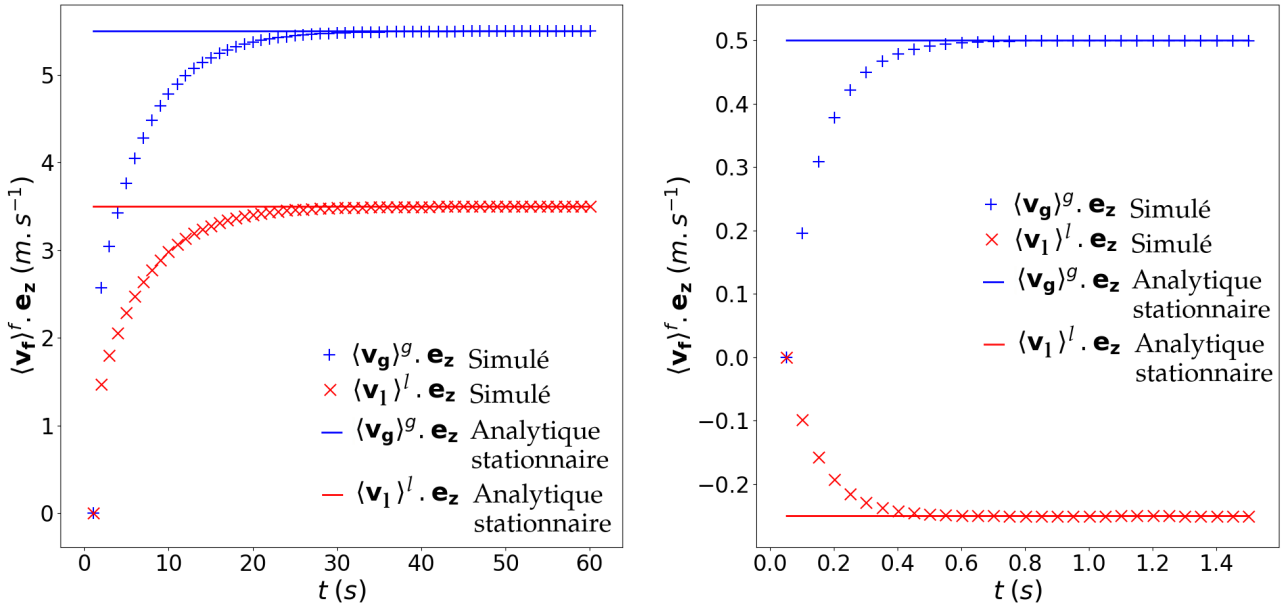 ⟨v_f⟩^f . e_z (m. s^−1)
5
4
3
2
1
0
⟨v_g⟩^g . e_z Simulé
⟨v_l⟩^l . e_z Simulé
⟨v_g⟩^g . e_z Analytique
stationnaire
⟨v_l⟩^l . e_z Analytique
stationnaire
0 10 20 30 40 50 60
t (s)
⟨v_f⟩^f . e_z (m. s^−1)
0.5
0.4
0.3
0.2
0.1
0.0
−0.1
−0.2
⟨v_g⟩^g . e_z Simulé
⟨v_l⟩^l . e_z Simulé
⟨v_g⟩^g . e_z Analytique
stationnaire
⟨v_l⟩^l . e_z Analytique
stationnaire
0.0 0.2 0.4 0.6 0.8 1.0 1.2 1.4
t (s)